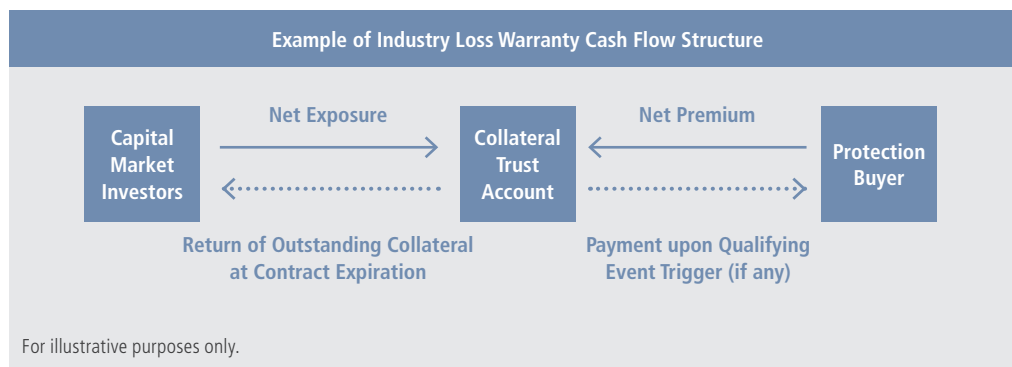 Example of Industry Loss Warranty Cash Flow Structure
Capital
Market
Investors
Net Exposure
Collateral
Trust
Account
Net Premium
Protection
Buyer
Return of Outstanding Collateral
at Contract Expiration
Payment upon Qualifying
Event Trigger (if any)
For illustrative purposes only.